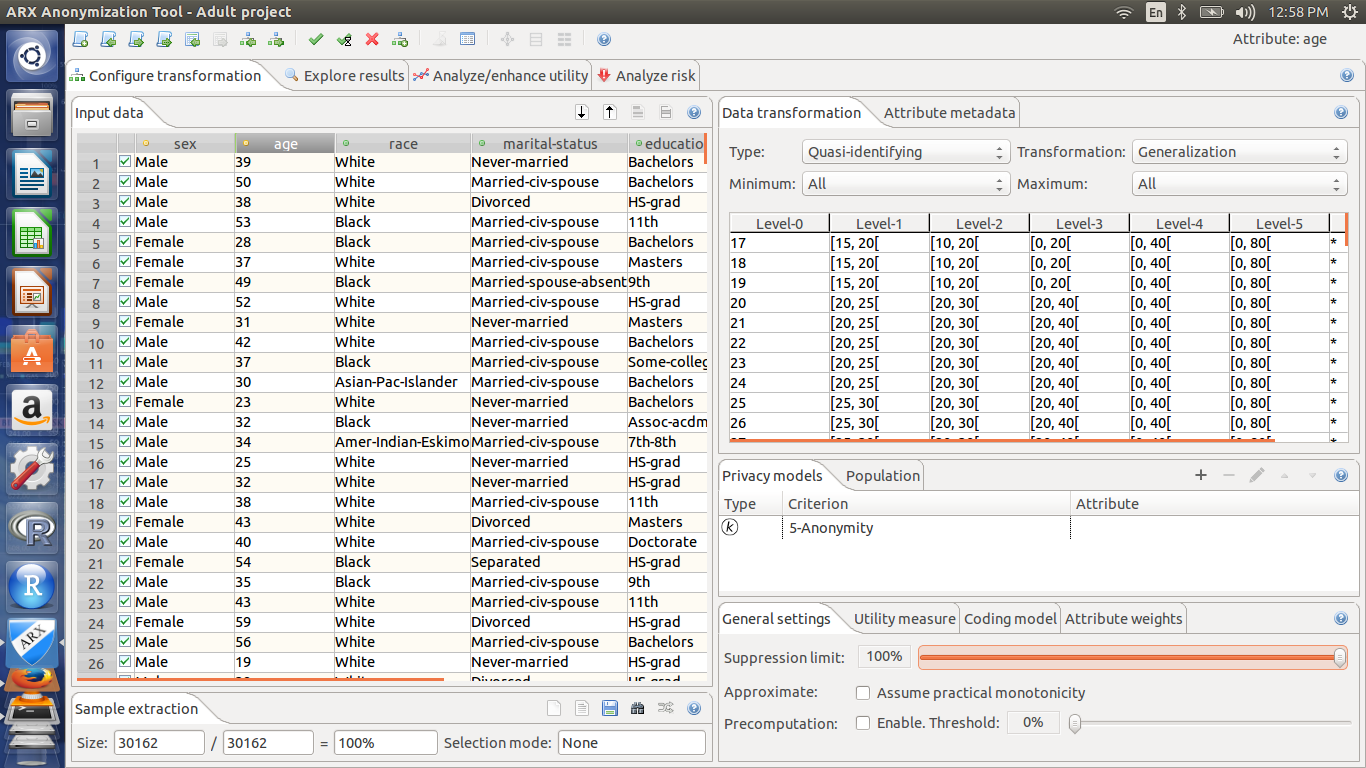 ARX Anonymization Tool - Adult project En 12:58 PM
Attribute: age
Configure transformation Explore results Analyze/enhance utility Analyze risk
Input data
sex age race marital-status educatio
1 Male 39 White Never-married Bachelors
2 Male 50 White Married-civ-spouse Bachelors
3 Male 38 White Divorced HS-grad
4 Male 53 Black Married-civ-spouse 11th
5 Female 28 Black Married-civ-spouse Bachelors
6 Female 37 White Married-civ-spouse Masters
7 Female 49 Black Married-spouse-absent 9th
8 Male 52 White Married-civ-spouse HS-grad
9 Female 31 White Never-married Masters
10 Male 42 White Married-civ-spouse Bachelors
11 Male 37 Black Married-civ-spouse Some-colleg
12 Male 30 Asian-Pac-Islander Married-civ-spouse Bachelors
13 Female 23 White Never-married Bachelors
14 Male 32 Black Never-married Assoc-acdm
15 Male 34 Amer-Indian-Eskimo Married-civ-spouse 7th-8th
16 Male 25 White Never-married HS-grad
17 Male 32 White Never-married HS-grad
18 Male 38 White Married-civ-spouse 11th
19 Female 43 White Divorced Masters
20 Male 40 White Married-civ-spouse Doctorate
21 Female 54 Black Separated HS-grad
22 Male 35 Black Married-civ-spouse 9th
23 Male 43 White Married-civ-spouse 11th
24 Female 59 White Divorced HS-grad
25 Male 56 White Married-civ-spouse Bachelors
26 Male 19 White Never-married HS-grad
Sample extraction
Size: 30162 / 30162 = 100% Selection mode: None
Data transformation Attribute metadata
Type: Quasi-identifying Transformation: Generalization
Minimum: All Maximum: All
Level-0 Level-1 Level-2 Level-3 Level-4 Level-5
17 [15, 20[ [10, 20[ [0, 20[ [0, 40[ [0, 80[ *
18 [15, 20[ [10, 20[ [0, 20[ [0, 40[ [0, 80[ *
19 [15, 20[ [10, 20[ [0, 20[ [0, 40[ [0, 80[ *
20 [20, 25[ [20, 30[ [20, 40[ [0, 40[ [0, 80[ *
21 [20, 25[ [20, 30[ [20, 40[ [0, 40[ [0, 80[ *
22 [20, 25[ [20, 30[ [20, 40[ [0, 40[ [0, 80[ *
23 [20, 25[ [20, 30[ [20, 40[ [0, 40[ [0, 80[ *
24 [20, 25[ [20, 30[ [20, 40[ [0, 40[ [0, 80[ *
25 [25, 30[ [20, 30[ [20, 40[ [0, 40[ [0, 80[ *
26 [25, 30[ [20, 30[ [20, 40[ [0, 40[ [0, 80[ *
Privacy models Population
Type Criterion Attribute
k 5-Anonymity
General settings Utility measure Coding model Attribute weights
Suppression limit: 100%
Approximate: Assume practical monotonicity
Precomputation: Enable. Threshold: 0%
A
a
R
R
ARX